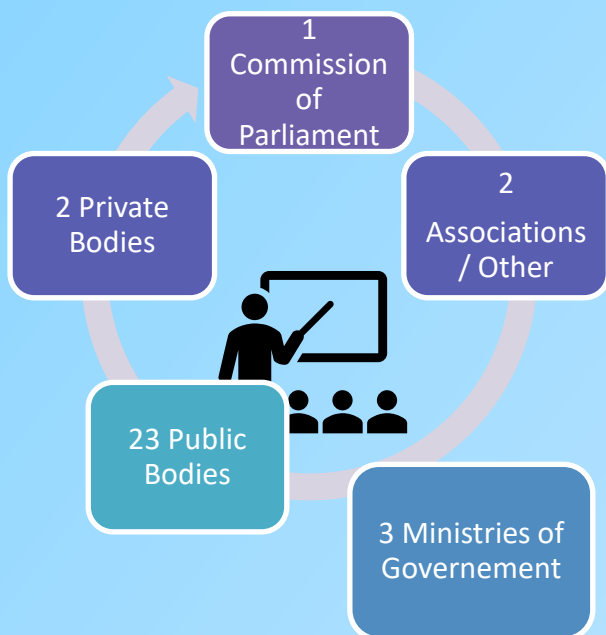 1
Commission
of
Parliament
2
Associations
/ Other
3 Ministries of
Governement
23 Public
Bodies
2 Private
Bodies